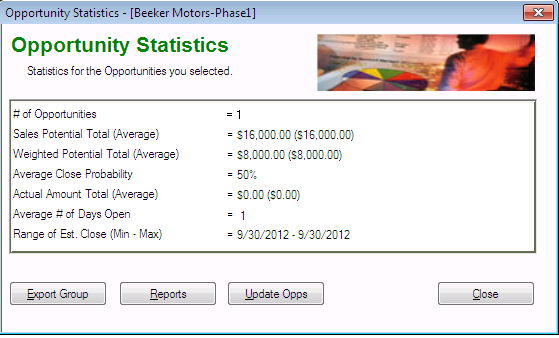 Opportunity Statistics - [Beeker Motors-Phase1]
Opportunity Statistics
Statistics for the Opportunities you selected.
# of Opportunities = 1
Sales Potential Total (Average) = $16,000.00 ($16,000.00)
Weighted Potential Total (Average) = $8,000.00 ($8,000.00)
Average Close Probability = 50%
Actual Amount Total (Average) = $0.00 ($0.00)
Average # of Days Open = 1
Range of Est. Close (Min - Max) = 9/30/2012 - 9/30/2012
Export Group Reports Update Opps Close